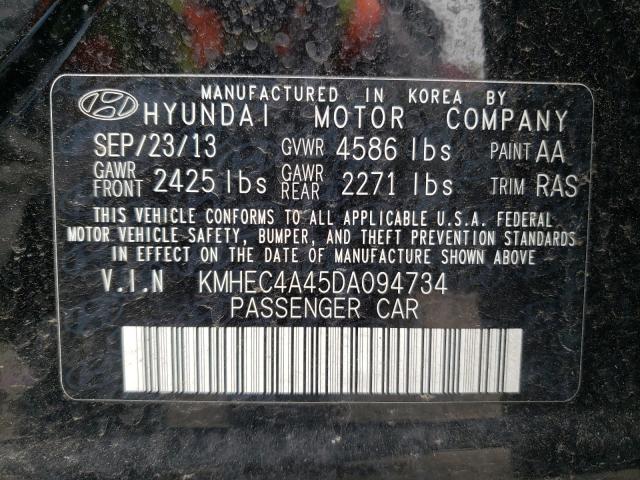 MANUFACTURED IN KOREA BY
HYUNDAI MOTOR COMPANY
SEP/23/13 GVWR 4586 lbs PAINT AA
GAWR FRONT 2425 lbs GAWR REAR 2271 lbs TRIM RAS
THIS VEHICLE CONFORMS TO ALL APPLICABLE U.S.A. FEDERAL
MOTOR VEHICLE SAFETY, BUMPER, AND THEFT PREVENTION STANDARDS
IN EFFECT ON THE DATE OF MANUFACTURE SHOWN ABOVE
V.I.N KMHEC4A45DA094734
PASSENGER CAR